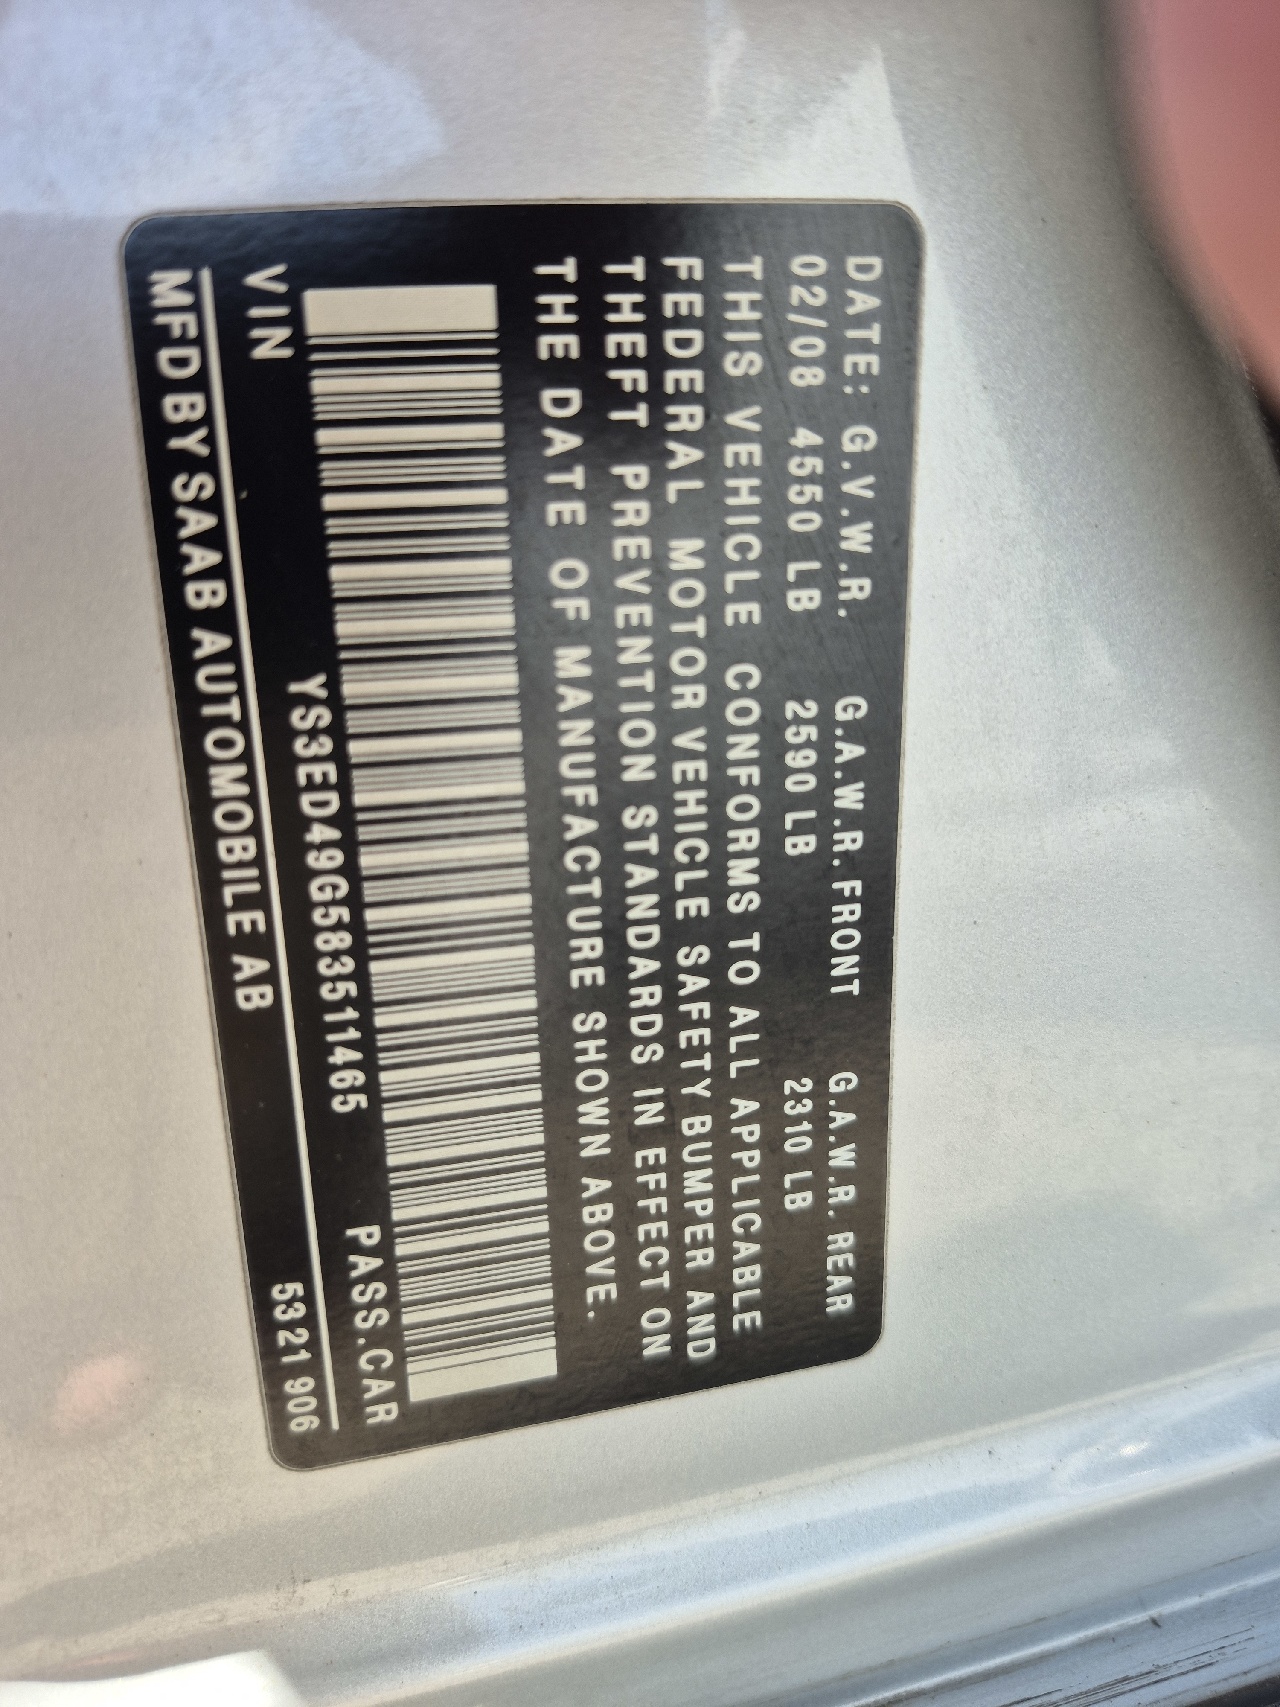 DATE: G.V.W.R. G.A.W.R. FRONT G.A.W.R. REAR
02/08 4550 LB 2590 LB 2310 LB
THIS VEHICLE CONFORMS TO ALL APPLICABLE
FEDERAL MOTOR VEHICLE SAFETY BUMPER AND
THEFT PREVENTION STANDARDS IN EFFECT ON
THE DATE OF MANUFACTURE SHOWN ABOVE.
VIN YS3ED49G583511465 PASS.CAR
MFD BY SAAB AUTOMOBILE AB 5321906